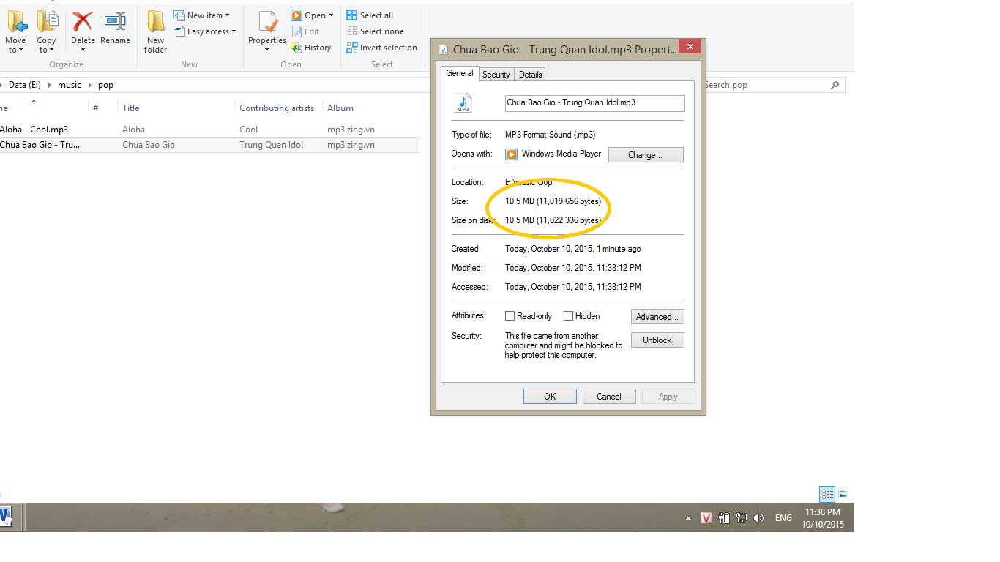 Move to
Copy to
Delete
Rename
New folder
New item
Easy access
Properties
Open
Edit
History
Select all
Select none
Invert selection
Organize
New
Open
Select
Data (E:)
music
pop
Search pop
#
Title
Contributing artists
Album
Aloha - Cool.mp3
Aloha
Cool
mp3.zing.vn
Chua Bao Gio - Tru...
Chua Bao Gio
Trung Quan Idol
mp3.zing.vn
Chua Bao Gio - Trung Quan Idol.mp3 Propert...
General
Security
Details
MP3
Chua Bao Gio - Trung Quan Idol.mp3
Type of file: MP3 Format Sound (.mp3)
Opens with: Windows Media Player
Change...
Location: E:\music \pop
Size: 10.5 MB (11,019,656 bytes)
Size on disk: 10.5 MB (11,022,336 bytes)
Created: Today, October 10, 2015, 1 minute ago
Modified: Today, October 10, 2015, 11:38:12 PM
Accessed: Today, October 10, 2015, 11:38:12 PM
Attributes:
Read-only
Hidden
Advanced...
Security:
This file came from another
computer and might be blocked to
help protect this computer.
Unblock
OK
Cancel
Apply
V
ENG
11:38 PM
10/10/2015